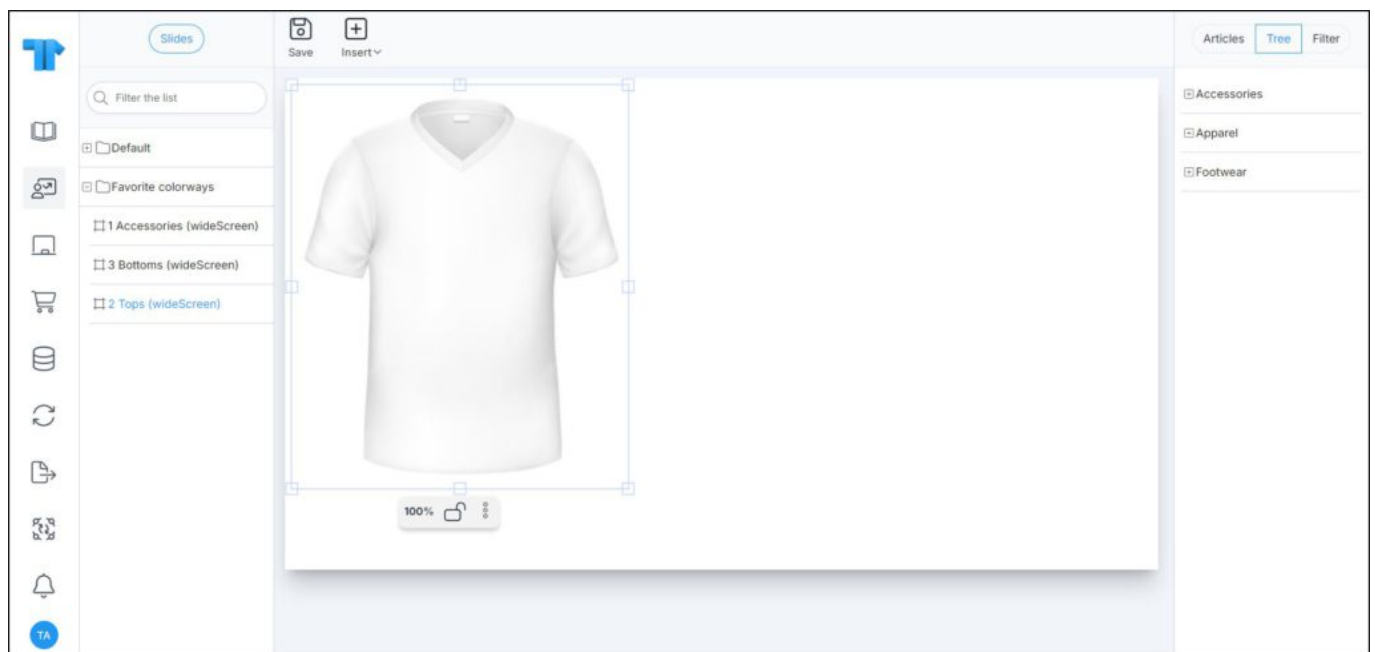 Slides
Save
Insert
Articles
Tree
Filter
Filter the list
Default
Favorite colorways
1 Accessories (wideScreen)
3 Bottoms (wideScreen)
2 Tops (wideScreen)
100%
Accessories
Apparel
Footwear
TA